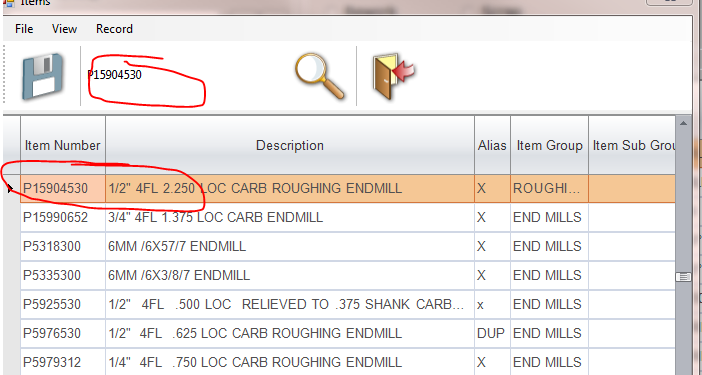 Items
File View Record
P15904530
Item Number Description Alias Item Group Item Sub Grou
P15904530 1/2" 4FL 2.250 LOC CARB ROUGHING ENDMILL X ROUGHI...
P15990652 3/4" 4FL 1.375 LOC CARB ENDMILL X END MILLS
P5318300 6MM /6X57/7 ENDMILL X END MILLS
P5335300 6MM /6X3/8/7 ENDMILL X END MILLS
P5925530 1/2" 4FL .500 LOC RELIEVED TO .375 SHANK CARB... x END MILLS
P5976530 1/2" 4FL .625 LOC CARB ROUGHING ENDMILL DUP END MILLS
P5979312 1/4" 4FL .750 LOC CARB ROUGHING ENDMILL X END MILLS